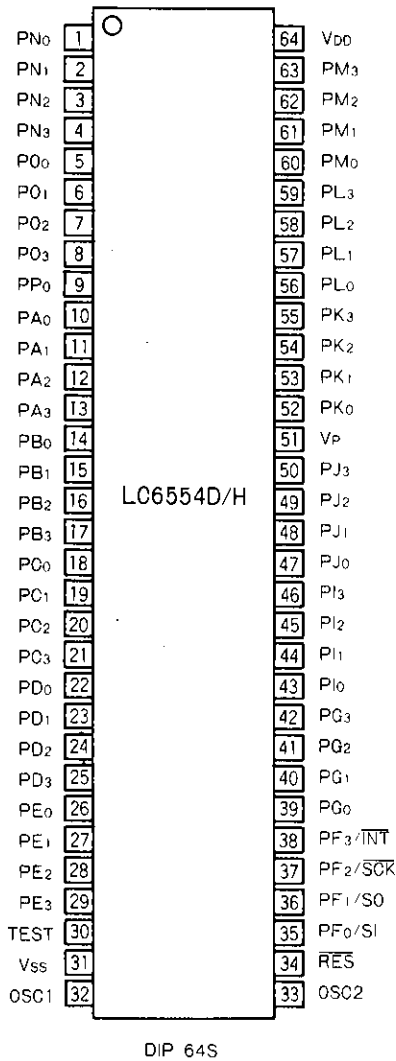 PN0 1 64 VDD
PN1 2 63 PM3
PN2 3 62 PM2
PN3 4 61 PM1
PO0 5 60 PM0
PO1 6 59 PL3
PO2 7 58 PL2
PO3 8 57 PL1
PP0 9 56 PL0
PA0 10 55 PK3
PA1 11 54 PK2
PA2 12 53 PK1
PA3 13 52 PK0
PB0 14 51 VP
PB1 15 50 PJ3
PB2 16 LC6554D/H 49 PJ2
PB3 17 48 PJ1
PC0 18 47 PJ0
PC1 19 46 PI3
PC2 20 45 PI2
PC3 21 44 PI1
PD0 22 43 PI0
PD1 23 42 PG3
PD2 24 41 PG2
PD3 25 40 PG1
PE0 26 39 PG0
PE1 27 38 PF3/INT
PE2 28 37 PF2/SCK
PE3 29 36 PF1/SO
TEST 30 35 PF0/SI
VSS 31 34 RES
OSC1 32 33 OSC2
DIP 64S